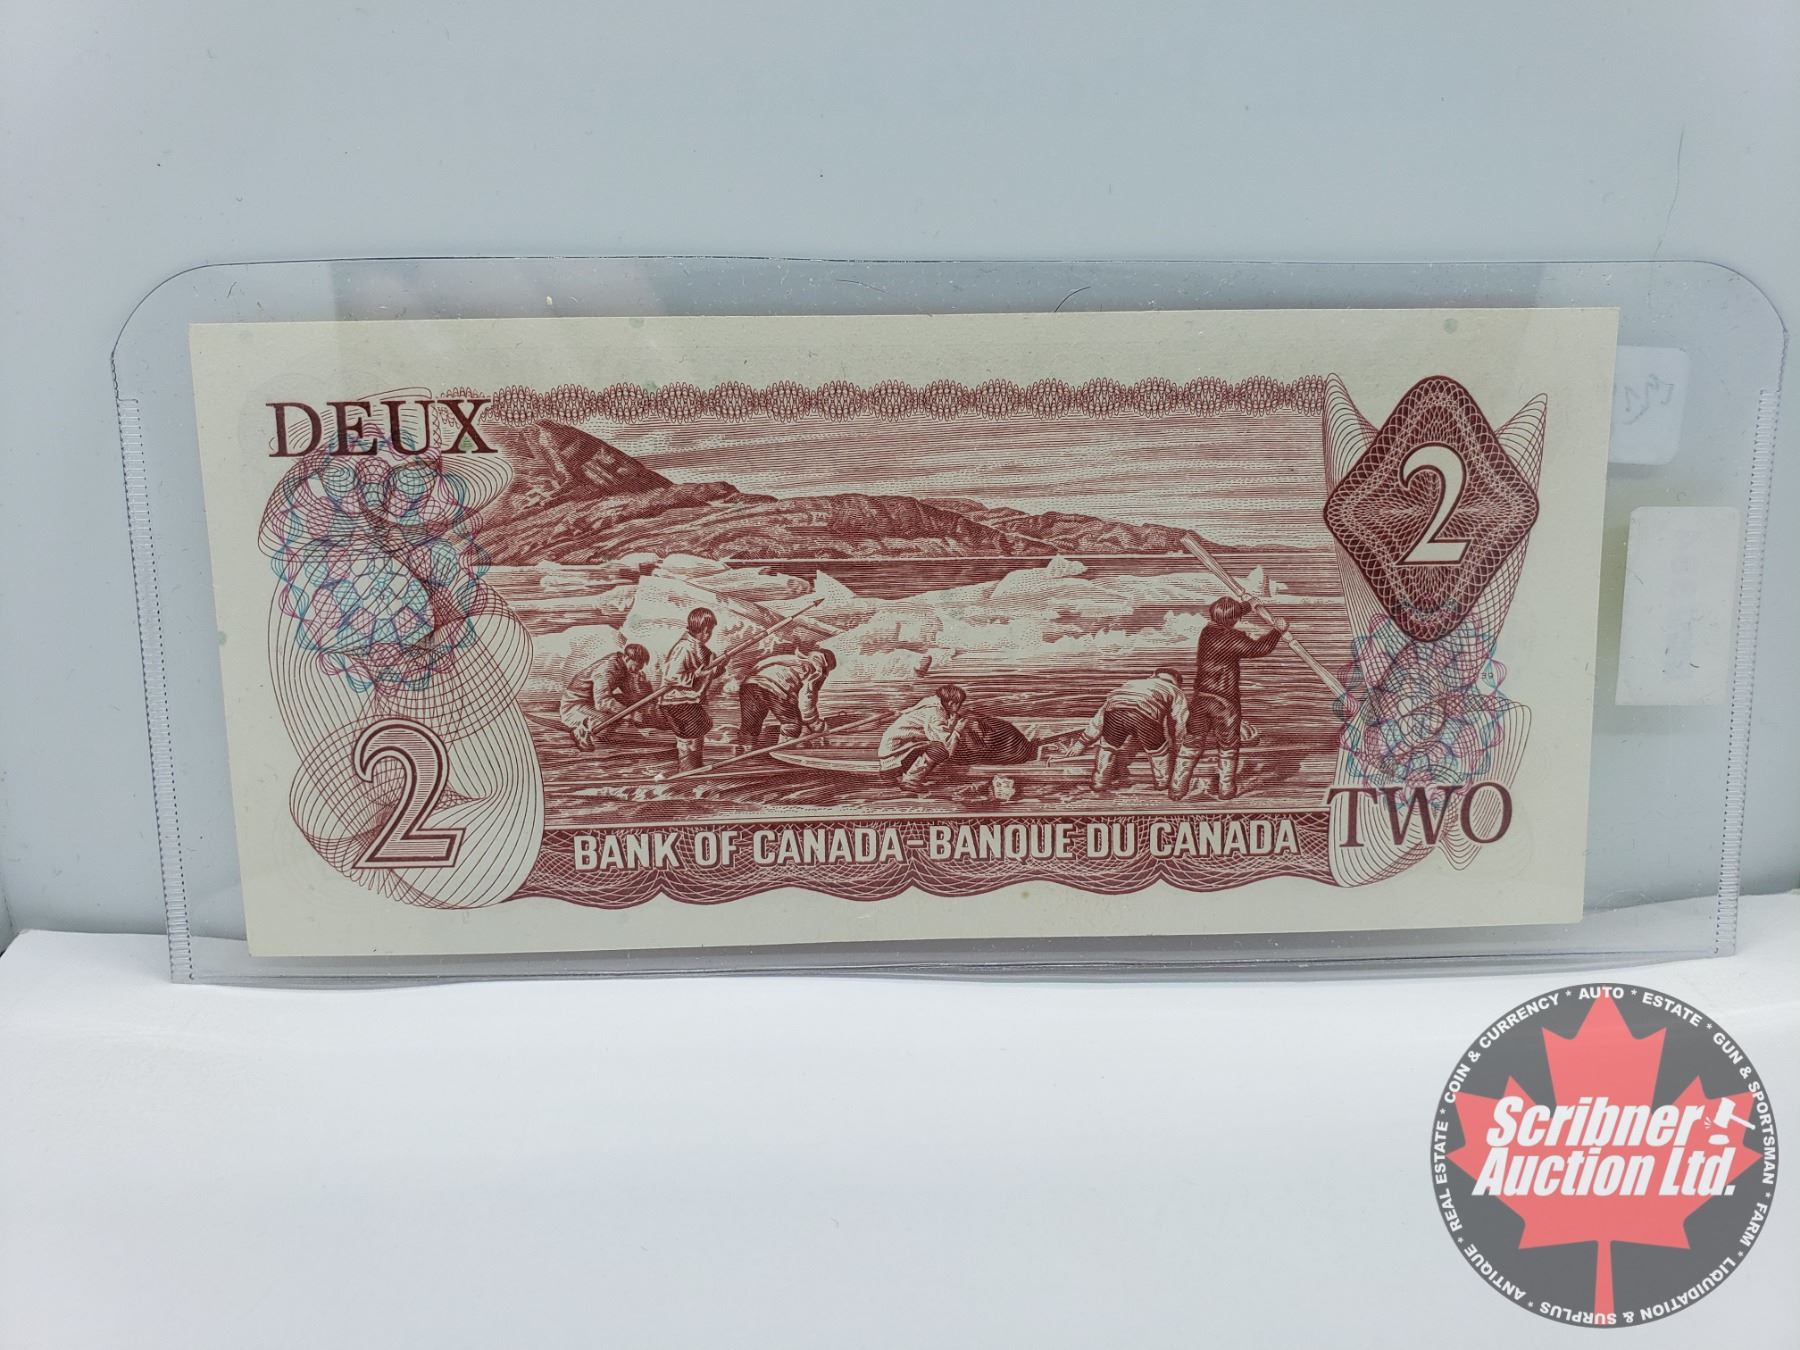 DEUX
2
2
BANK OF CANADA-BANQUE DU CANADA
TWO
COIN & CURRENCY * AUTO * ESTATE * GUN & SPORTSMAN * FARM * LIQUIDATION & SURPLUS * ANTIQUE * REAL ESTATE *
Scribner
Auction Ltd.